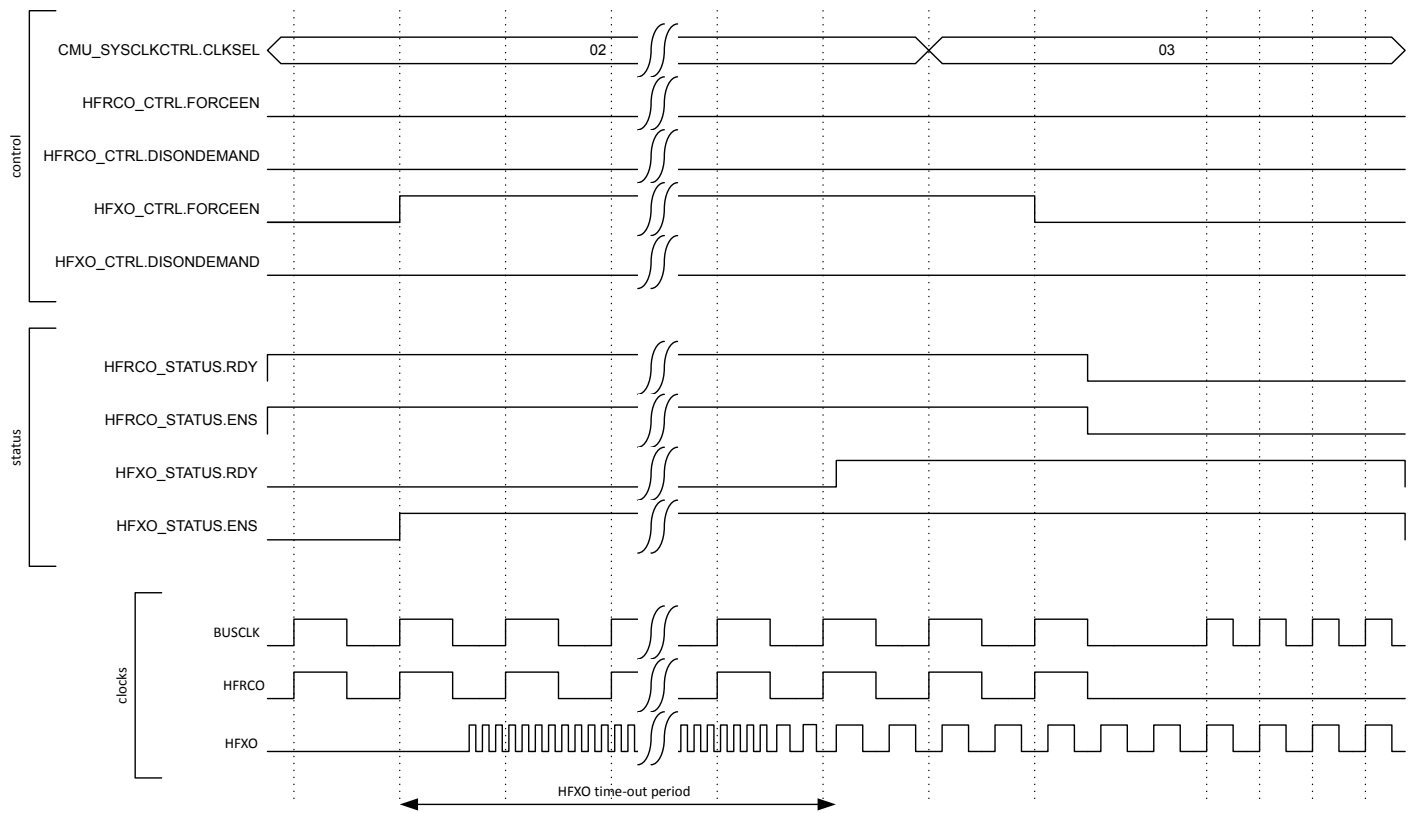 control
CMU_SYSCLKCTRL.CLKSEL
02
03
HFRCO_CTRL.FORCEEN
HFRCO_CTRL.DISONDEMAND
HFXO_CTRL.FORCEEN
HFXO_CTRL.DISONDEMAND
status
HFRCO_STATUS.RDY
HFRCO_STATUS.ENS
HFXO_STATUS.RDY
HFXO_STATUS.ENS
clocks
BUSCLK
HFRCO
HFXO
HFXO time-out period